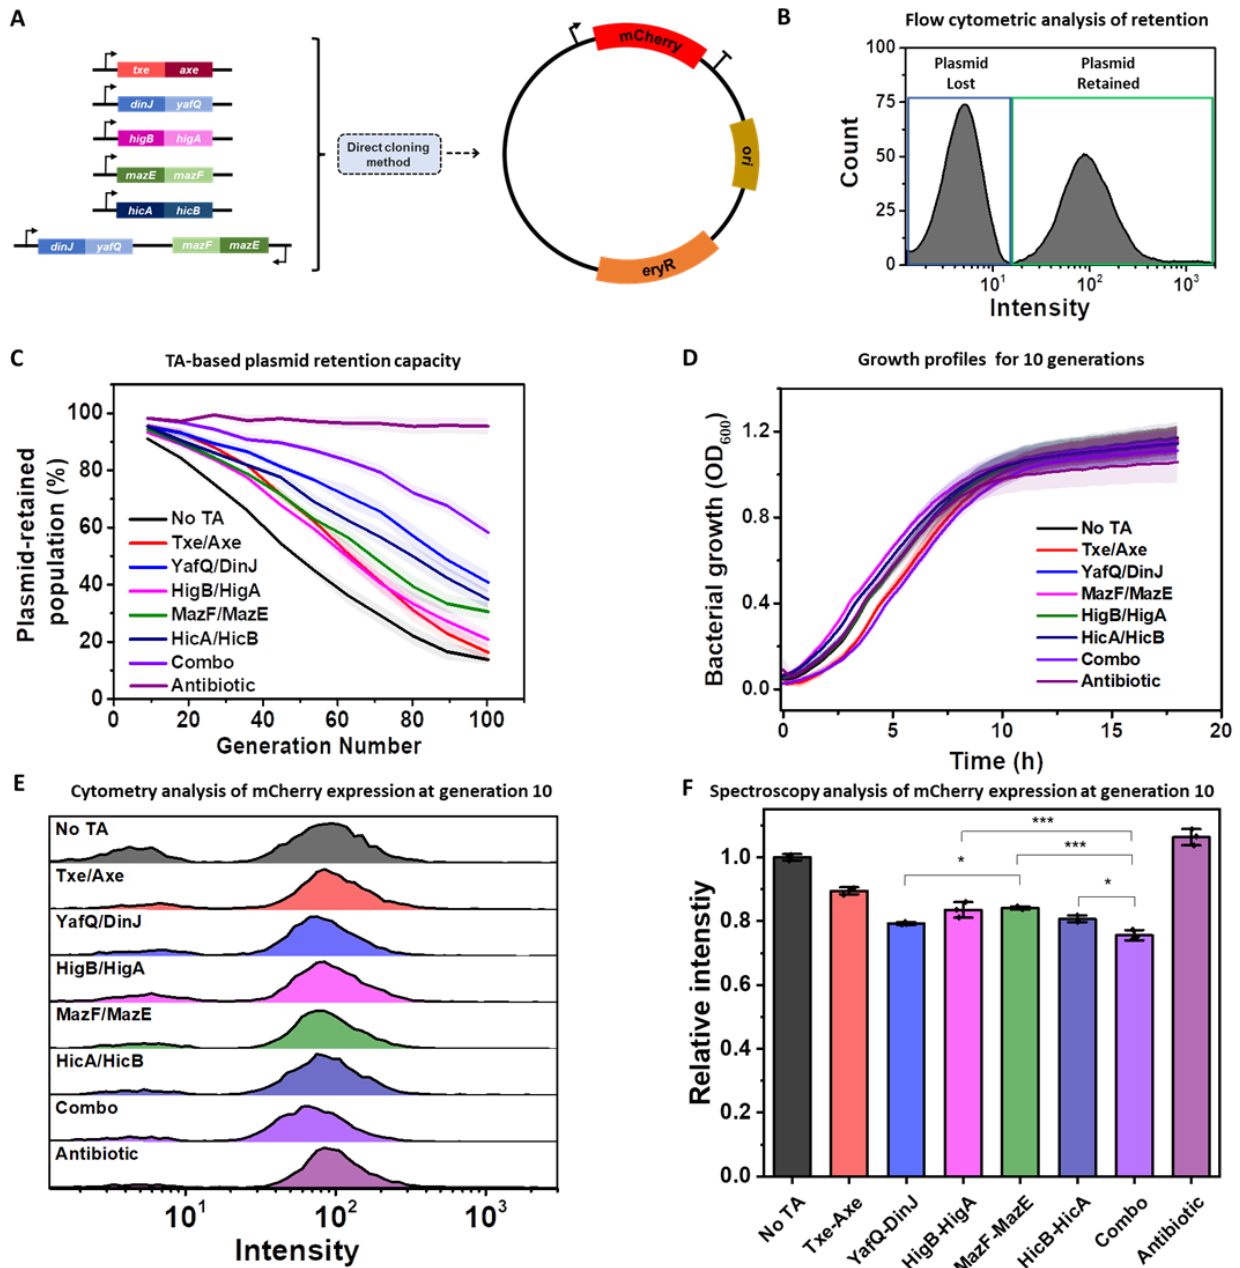 A
txe axe
dinJ yafQ
higB higA
mazE mazF
hicA hicB
dinJ yafQ mazF mazE
Direct cloning
method
mCherry
ori
eryR
B
Flow cytometric analysis of retention
Plasmid
Lost
Plasmid
Retained
100
75
50
25
0
Count
10¹ 10² 10³
Intensity
C
TA-based plasmid retention capacity
100
80
60
40
20
0
Plasmid-retained
population (%)
No TA
Txe/Axe
YafQ/DinJ
HigB/HigA
MazF/MazE
HicA/HicB
Combo
Antibiotic
0 20 40 60 80 100
Generation Number
D
Growth profiles for 10 generations
1.2
0.8
0.4
0.0
Bacterial growth (OD₆₀₀)
No TA
Txe/Axe
YafQ/DinJ
MazF/MazE
HigB/HigA
HicA/HicB
Combo
Antibiotic
0 5 10 15 20
Time (h)
E
Cytometry analysis of mCherry expression at generation 10
No TA
Txe/Axe
YafQ/DinJ
HigB/HigA
MazF/MazE
HicA/HicB
Combo
Antibiotic
10¹ 10² 10³
Intensity
F
Spectroscopy analysis of mCherry expression at generation 10
1.0
0.8
0.6
0.4
0.2
0.0
Relative intenstiy
***
***
*
*
No TA
Txe-Axe
YafQ-DinJ
HigB-HigA
MazF-MazE
HicB-HicA
Combo
Antibiotic